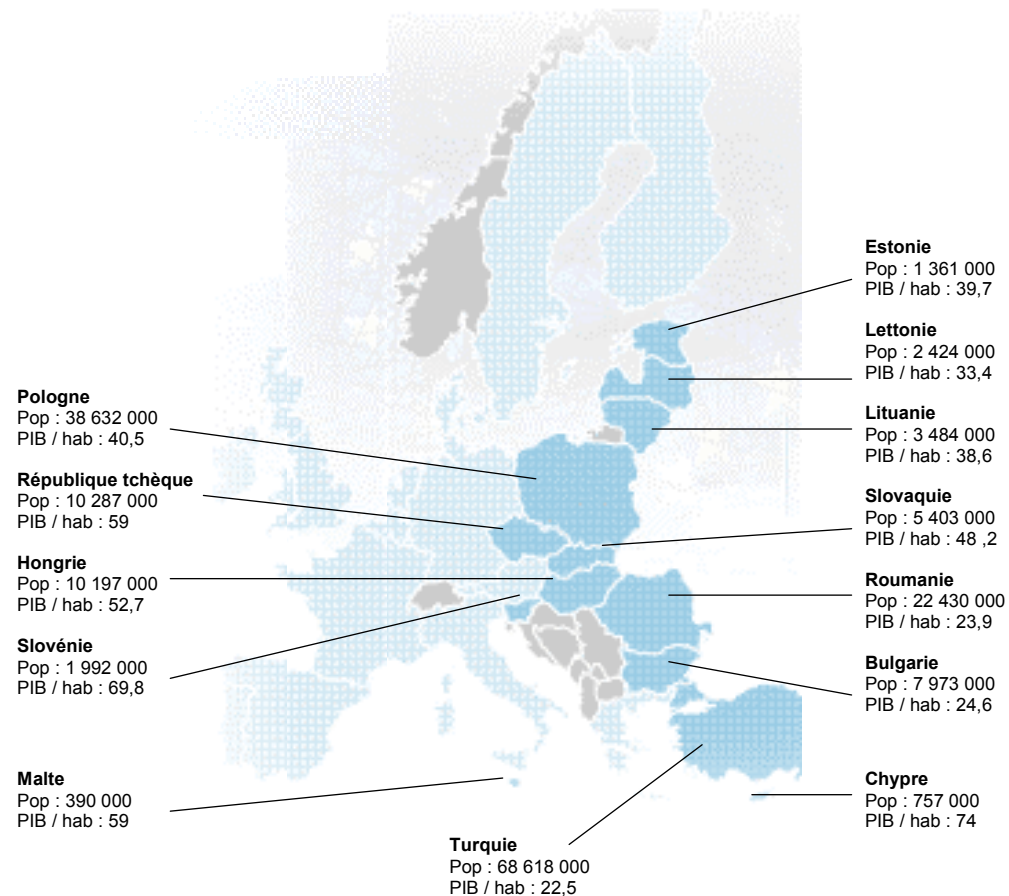 Estonie
Pop : 1 361 000
PIB / hab : 39,7
Lettonie
Pop : 2 424 000
PIB / hab : 33,4
Pologne
Pop : 38 632 000
PIB / hab : 40,5
Lituanie
Pop : 3 484 000
PIB / hab : 38,6
République tchèque
Pop : 10 287 000
PIB / hab : 59
Slovaquie
Pop : 5 403 000
PIB / hab : 48 ,2
Hongrie
Pop : 10 197 000
PIB / hab : 52,7
Roumanie
Pop : 22 430 000
PIB / hab : 23,9
Slovénie
Pop : 1 992 000
PIB / hab : 69,8
Bulgarie
Pop : 7 973 000
PIB / hab : 24,6
Malte
Pop : 390 000
PIB / hab : 59
Chypre
Pop : 757 000
PIB / hab : 74
Turquie
Pop : 68 618 000
PIB / hab : 22,5